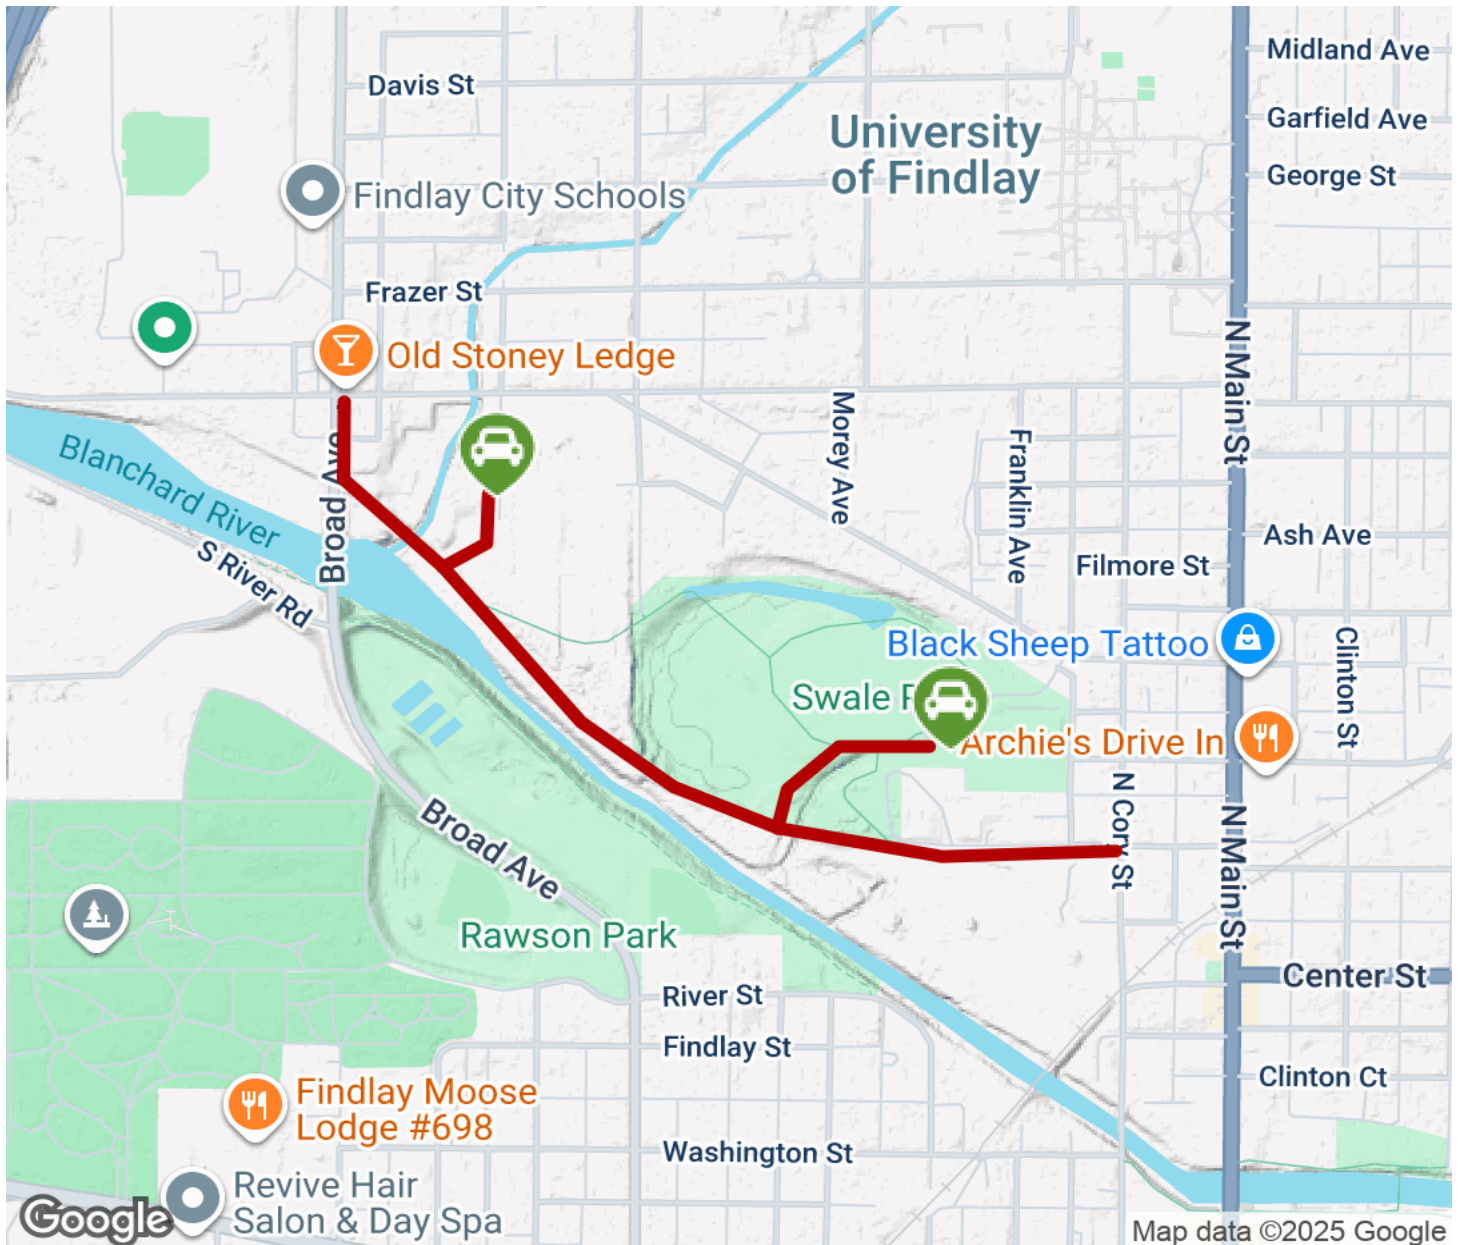 Midland Ave
Davis St
Garfield Ave
University
of Findlay
George St
Findlay City Schools
Frazer St
Old Stoney Ledge
N Main St
Morey Ave
Franklin Ave
Blanchard River
Broad Ave
S River Rd
Ash Ave
Filmore St
Black Sheep Tattoo
Clinton St
Swale
Archie's Drive In
N Cory St
N Main St
Broad Ave
Rawson Park
Center St
River St
Findlay St
Clinton Ct
Findlay Moose
Lodge #698
Washington St
Revive Hair
Salon & Day Spa
Google
Map data ©2025 Google